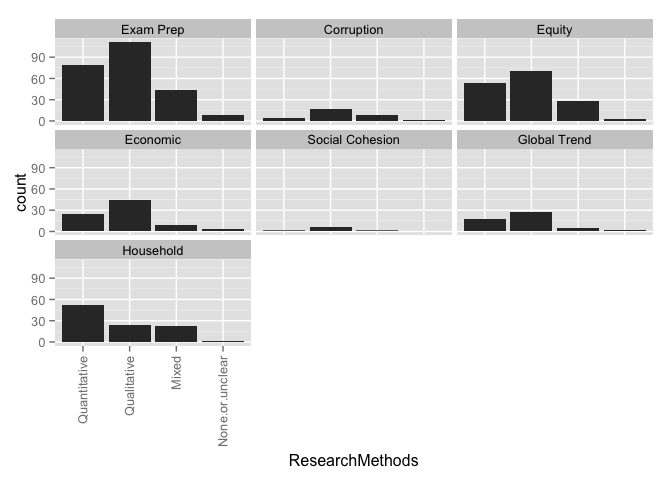 Exam Prep
Corruption
Equity
90
60
30
0
Economic
Social Cohesion
Global Trend
90
60
30
0
Household
90
60
30
0
count
Quantitative
Qualitative
Mixed
None.or.unclear
ResearchMethods